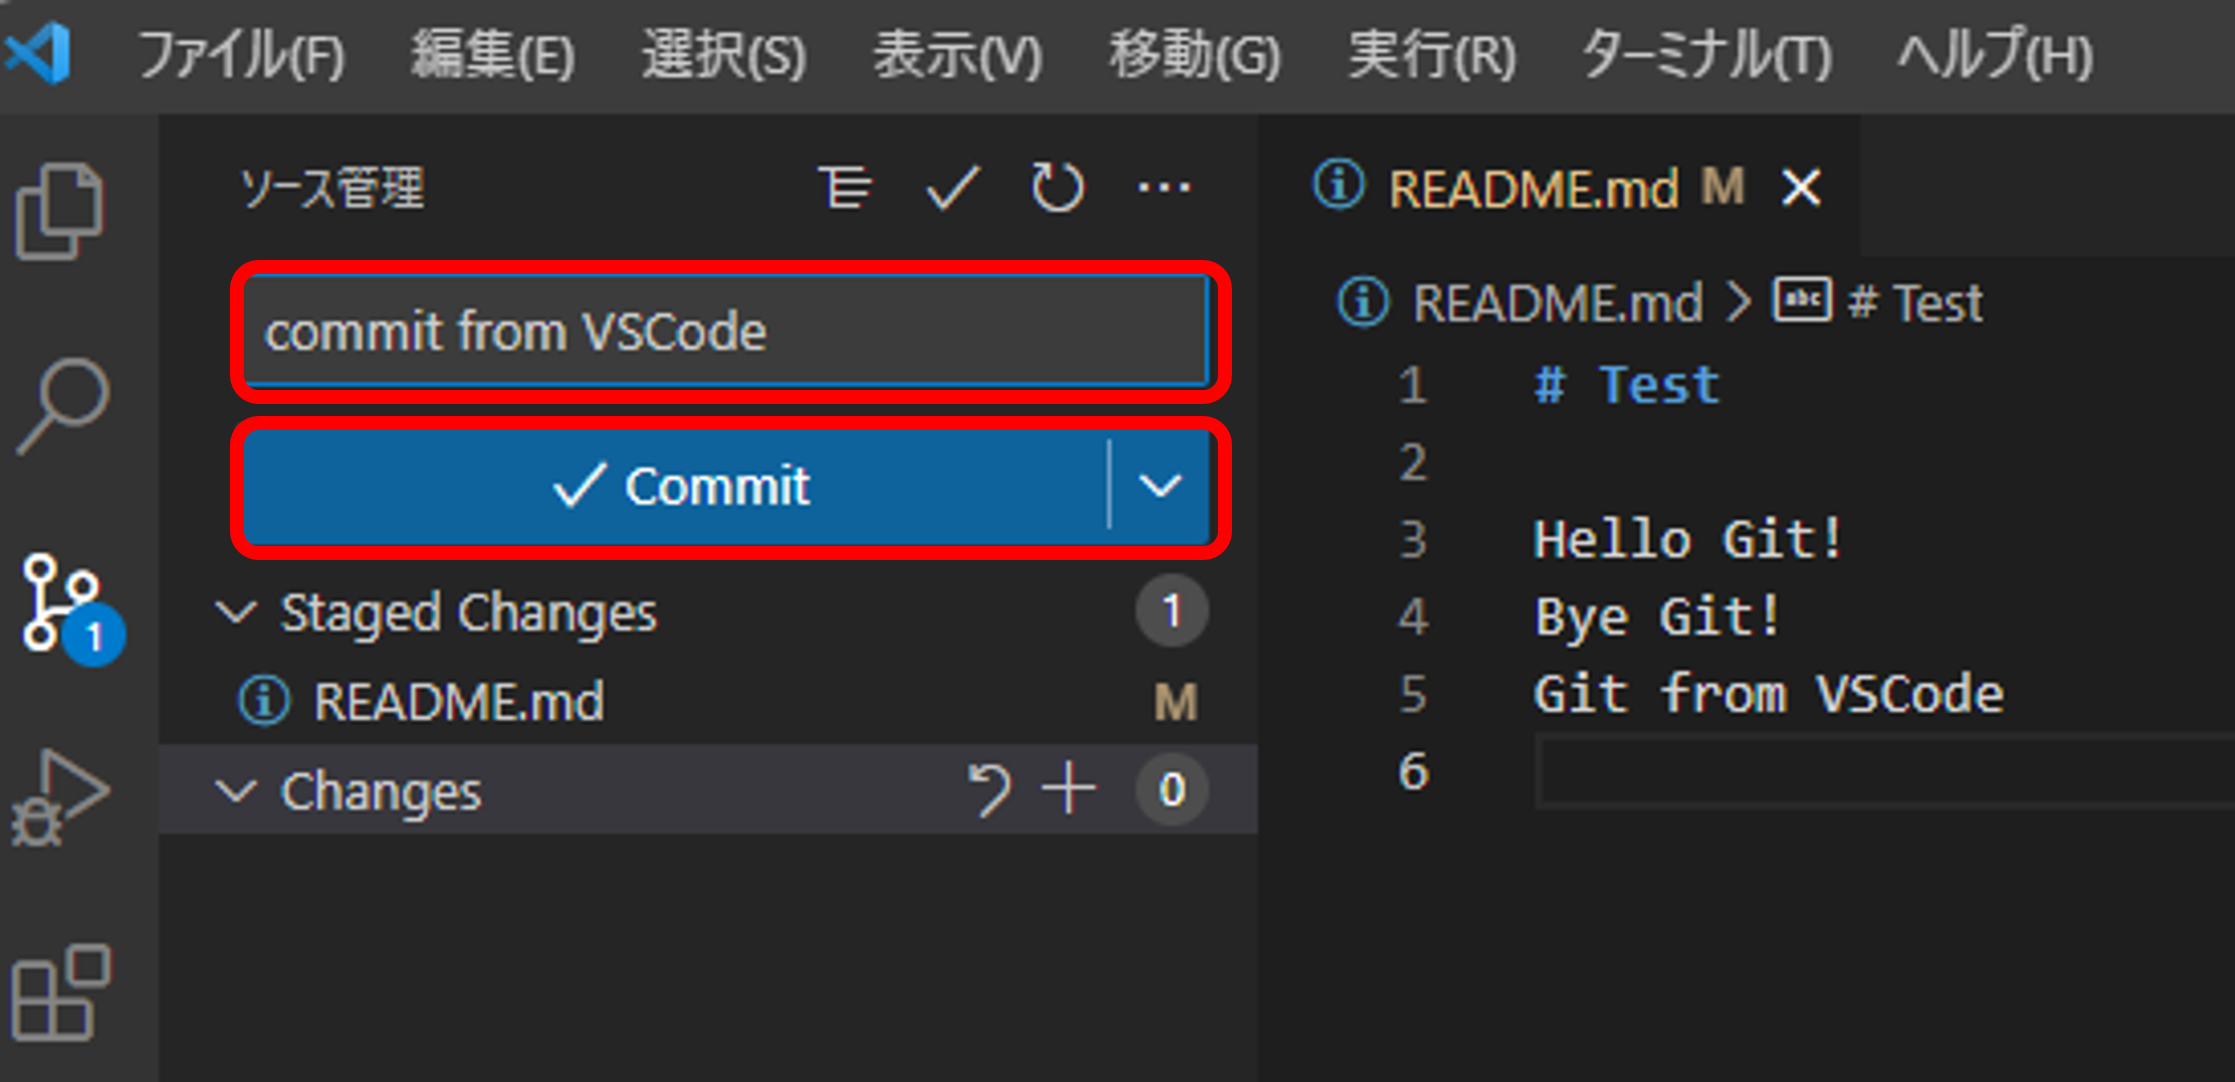 ファイル(F) 編集(E) 選択(S) 表示(V) 移動(G) 実行(R) ターミナル(T) ヘルプ(H)
ソース管理
commit from VSCode
Commit
Staged Changes 1
README.md M
Changes 0
1
README.md M
README.md > abc # Test
1 # Test
2
3 Hello Git!
4 Bye Git!
5 Git from VSCode
6